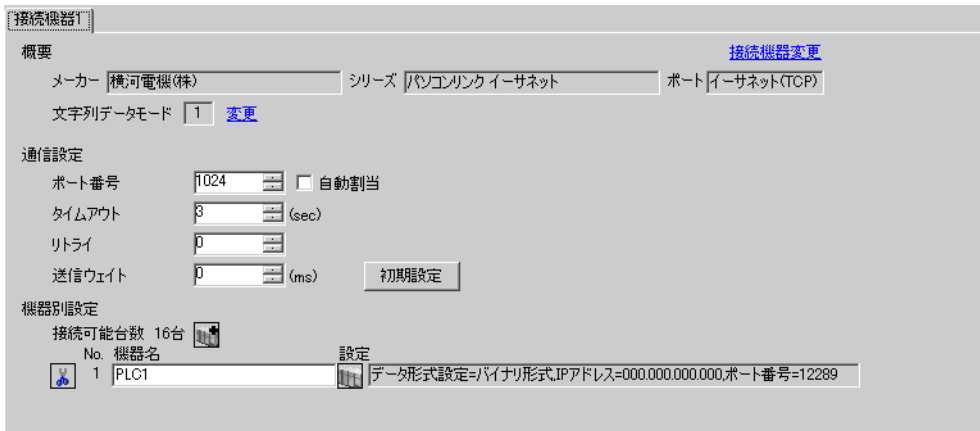 接続機器1
概要 接続機器変更
メーカー 横河電機(株) シリーズ パソコンリンク イーサネット ポート イーサネット(TCP)
文字列データモード 1 変更
通信設定
ポート番号 1024 自動割当
タイムアウト 3 (sec)
リトライ 0
送信ウェイト 0 (ms) 初期設定
機器別設定
接続可能台数 16台
No. 機器名 設定
1 PLC1 データ形式設定=バイナリ形式,IPアドレス=000.000.000.000,ポート番号=12289